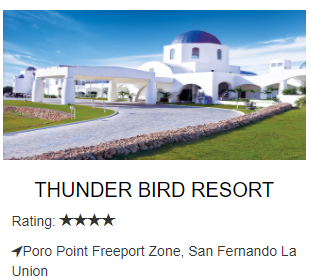 THUNDER BIRD RESORT
Rating: ★★★★
Poro Point Freeport Zone, San Fernando La
Union